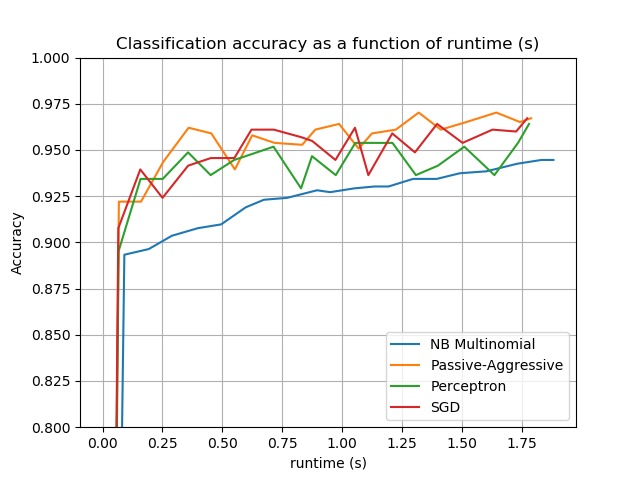 Classification accuracy as a function of runtime (s)
1.000
0.975
0.950
0.925
0.900
0.875
0.850
0.825
0.800
Accuracy
NB Multinomial
Passive-Aggressive
Perceptron
SGD
0.00 0.25 0.50 0.75 1.00 1.25 1.50 1.75
runtime (s)